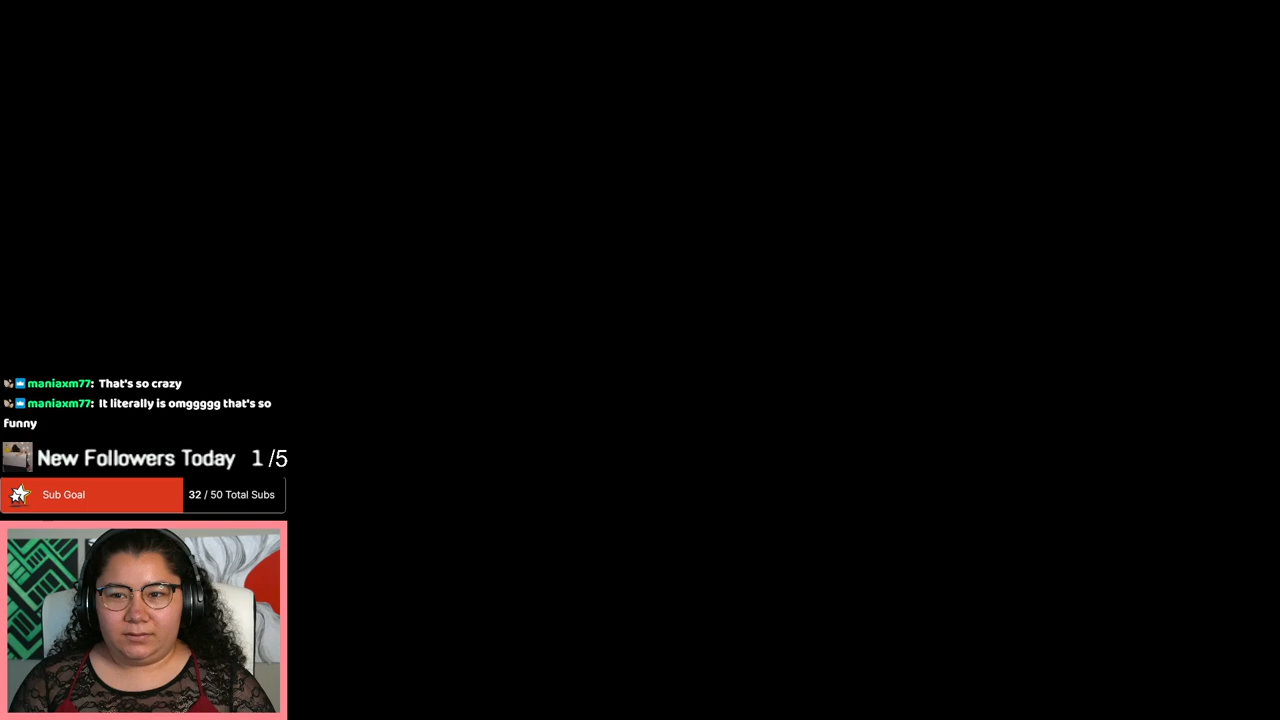 maniaxm77: That's so crazy
maniaxm77: It literally is omggggg that's so
funny
New Followers Today 1 /5
Sub Goal 32 / 50 Total Subs